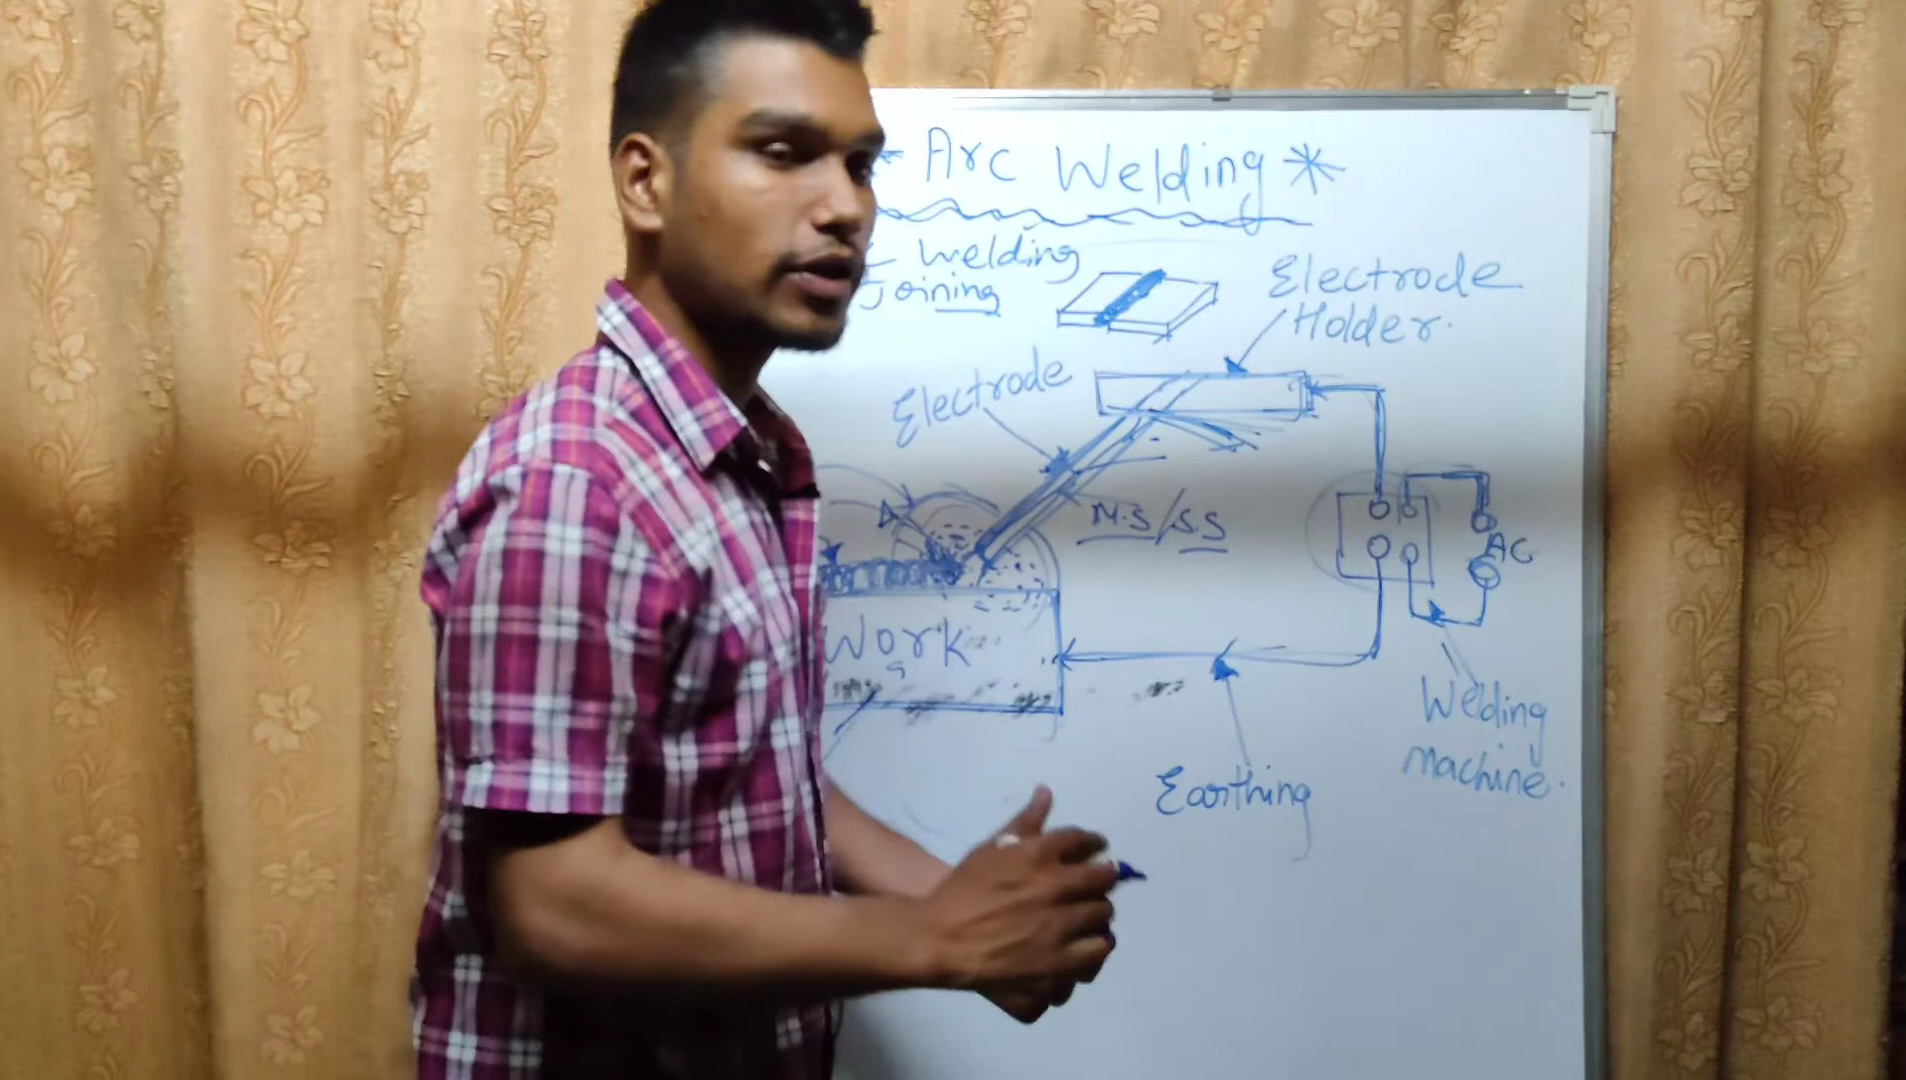 Arc Welding *
Welding
Joining
Electrode
Holder.
Electrode
M.S/S.S
AC
Work
Welding
machine.
Earthing